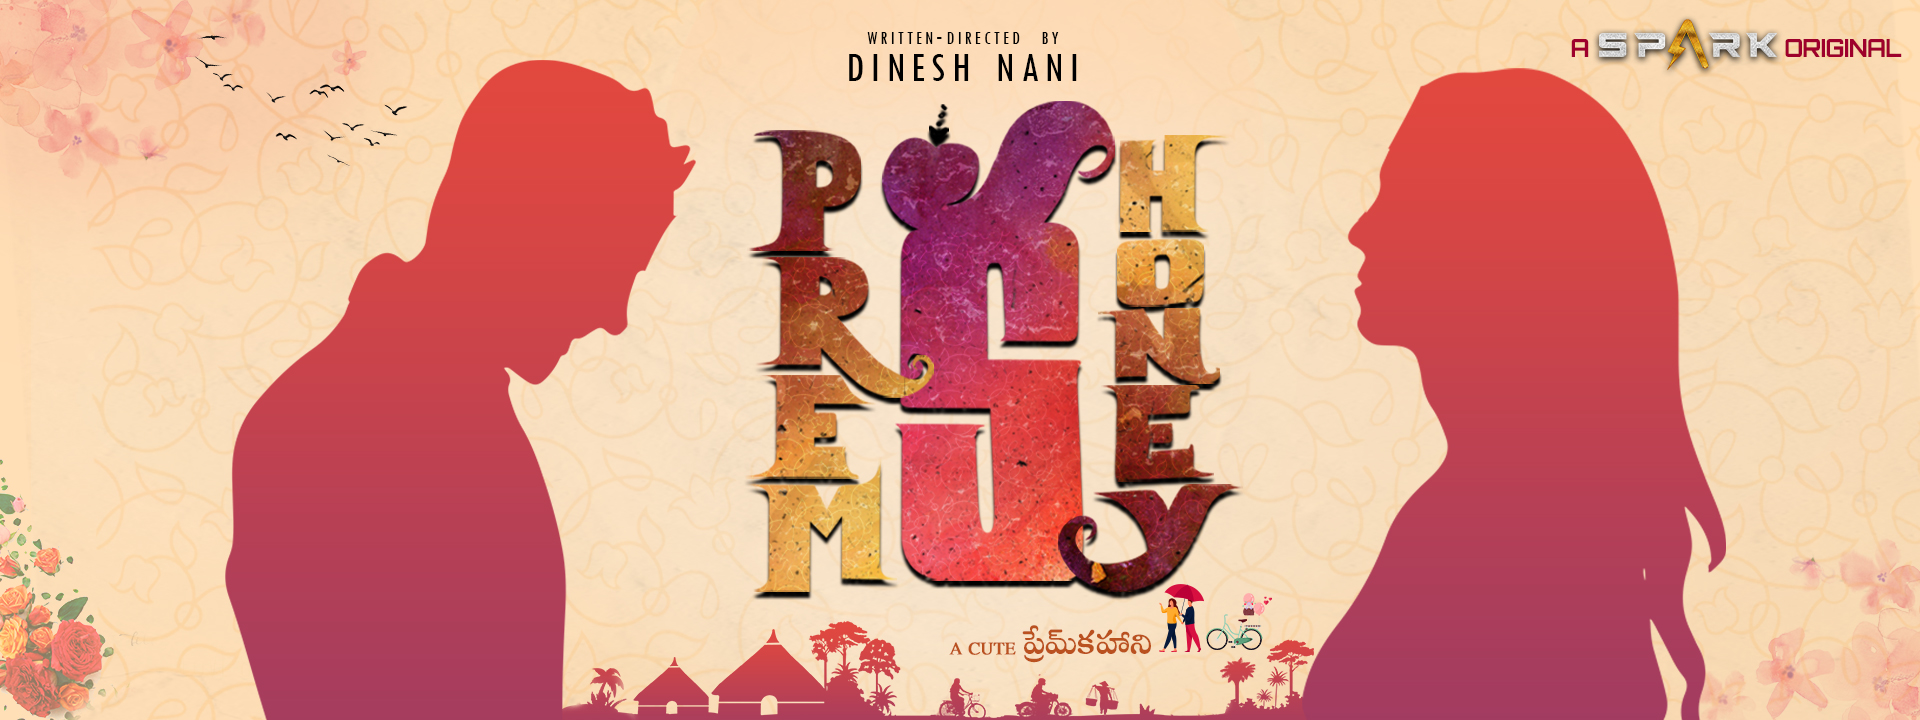 WRITTEN-DIRECTED BY
DINESH NANI
A SPARK ORIGINAL
PREM
HONEY
A CUTE ప్రేమ్‌కహాని